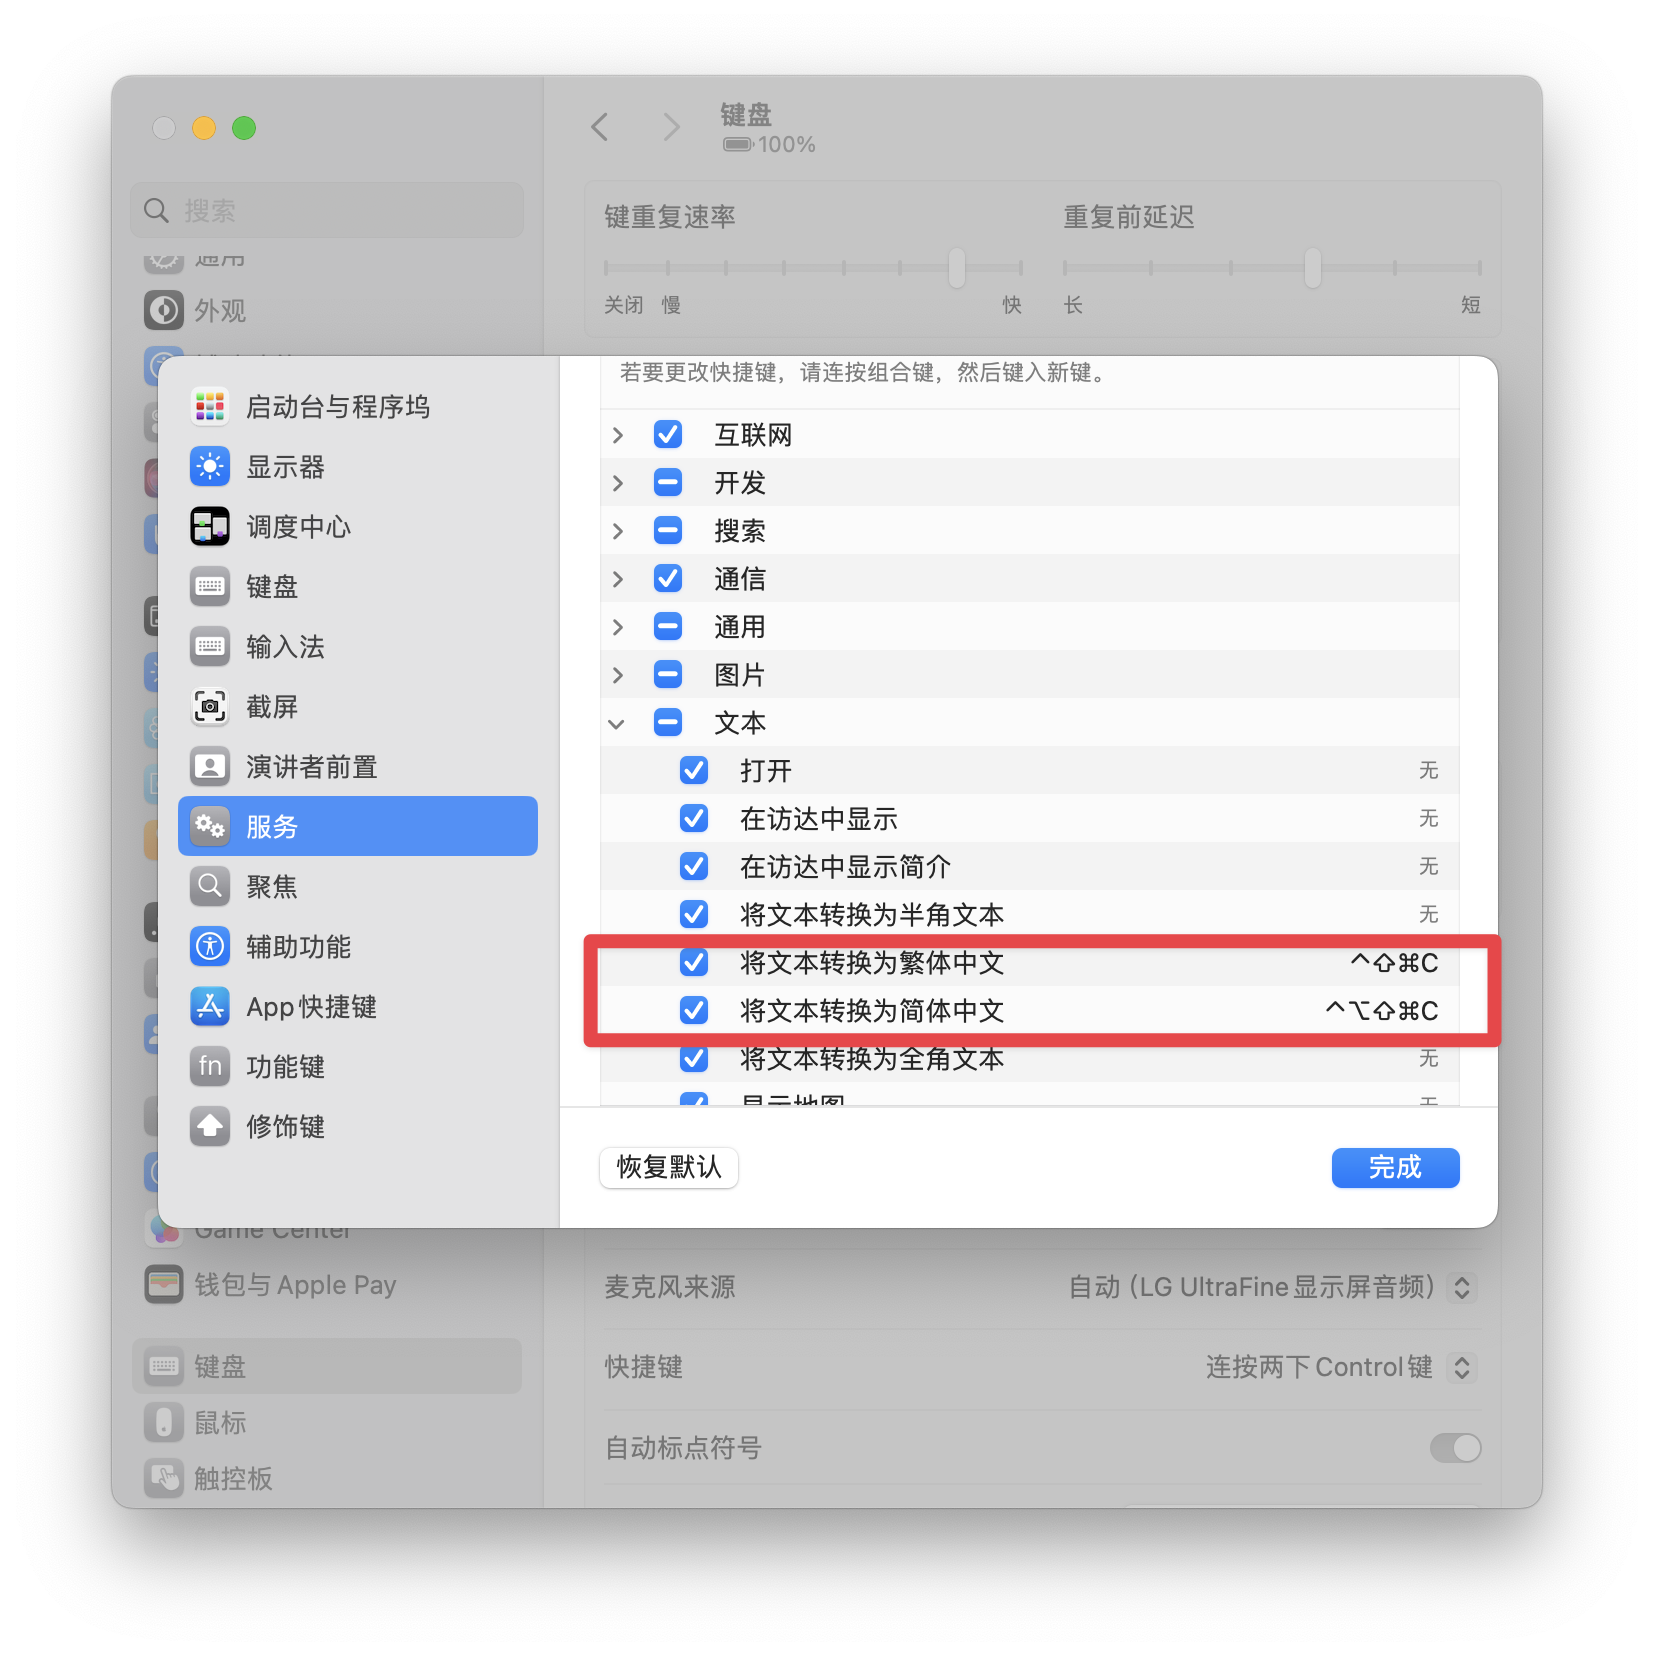 键盘
100%
搜索
通用
外观
键重复速率
重复前延迟
关闭
慢
快
长
短
启动台与程序坞
显示器
调度中心
键盘
输入法
截屏
演讲者前置
服务
聚焦
辅助功能
App 快捷键
fn
功能键
修饰键
若要更改快捷键，请连按组合键，然后键入新键。
互联网
开发
搜索
通信
通用
图片
文本
打开
无
在访达中显示
无
在访达中显示简介
无
将文本转换为半角文本
无
将文本转换为繁体中文
^⇧⌘C
将文本转换为简体中文
^⌥⇧⌘C
将文本转换为全角文本
无
显示地图
无
恢复默认
完成
Game Center
钱包与 Apple Pay
键盘
鼠标
触控板
麦克风来源
自动（LG UltraFine 显示屏音频）
快捷键
连按两下 Control 键
自动标点符号